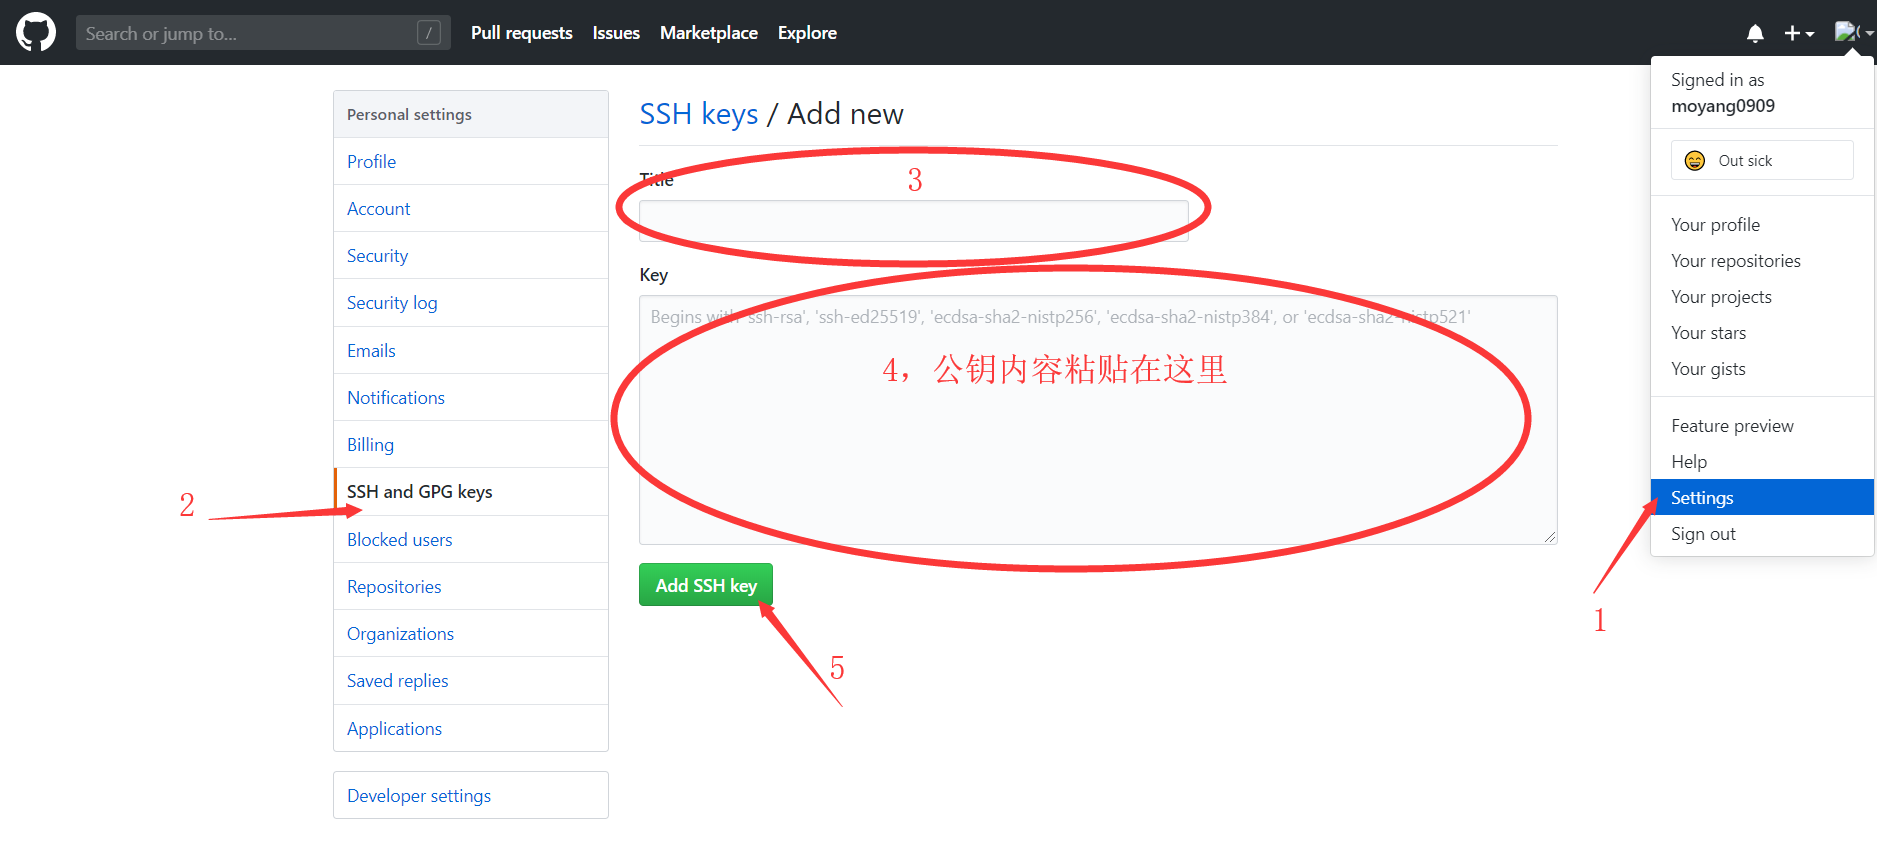 Search or jump to...
/
Pull requests
Issues
Marketplace
Explore
Signed in as
moyang0909
Out sick
Your profile
Your repositories
Your projects
Your stars
Your gists
Feature preview
Help
Settings
Sign out
1
Personal settings
Profile
Account
Security
Security log
Emails
Notifications
Billing
SSH and GPG keys
Blocked users
Repositories
Organizations
Saved replies
Applications
Developer settings
2
SSH keys / Add new
Title
3
Key
Begins with 'ssh-rsa', 'ssh-ed25519', 'ecdsa-sha2-nistp256', 'ecdsa-sha2-nistp384', or 'ecdsa-sha2-nistp521'
4，公钥内容粘贴在这里
Add SSH key
5